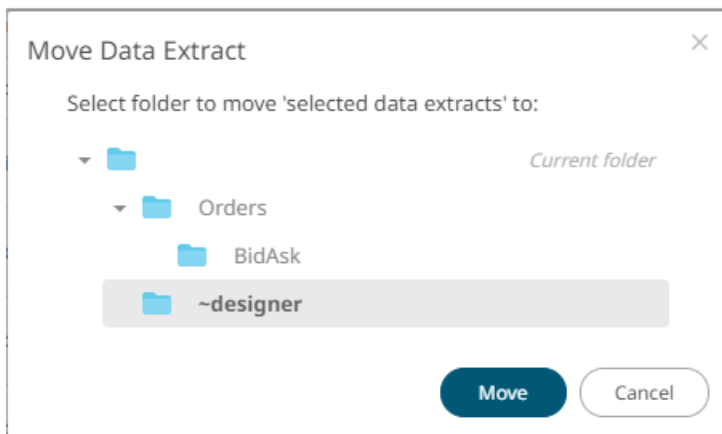 Move Data Extract
Select folder to move 'selected data extracts' to:
Current folder
Orders
BidAsk
~designer
Move
Cancel